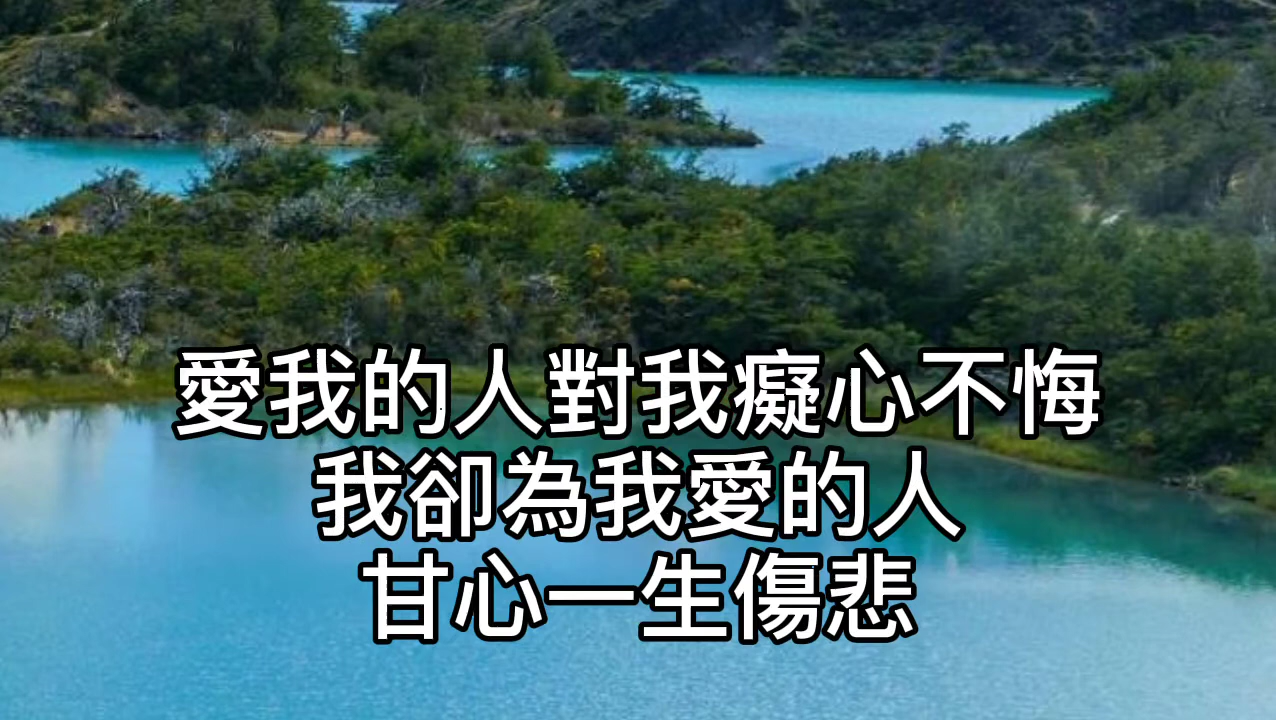 愛我的人對我癡心不悔
我卻為我愛的人
甘心一生傷悲